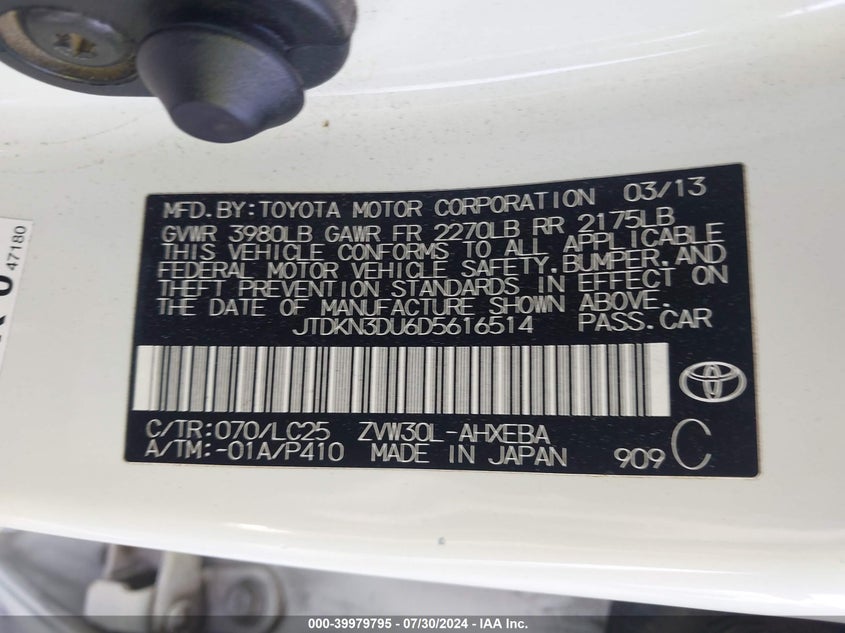 MFD.BY:TOYOTA MOTOR CORPORATION 03/13
GVWR 3980LB GAWR FR 2270LB RR 2175LB
THIS VEHICLE CONFORMS TO ALL APPLICABLE
FEDERAL MOTOR VEHICLE SAFETY,BUMPER,AND
THEFT PREVENTION STANDARDS IN EFFECT ON
THE DATE OF MANUFACTURE SHOWN ABOVE.
JTDKN3DU6D5616514 PASS.CAR
C/TR:070/LC25 ZVW30L-AHXEBA
A/TM:-01A/P410 MADE IN JAPAN 909 C
47180
000-39979795 - 07/30/2024 - IAA Inc.